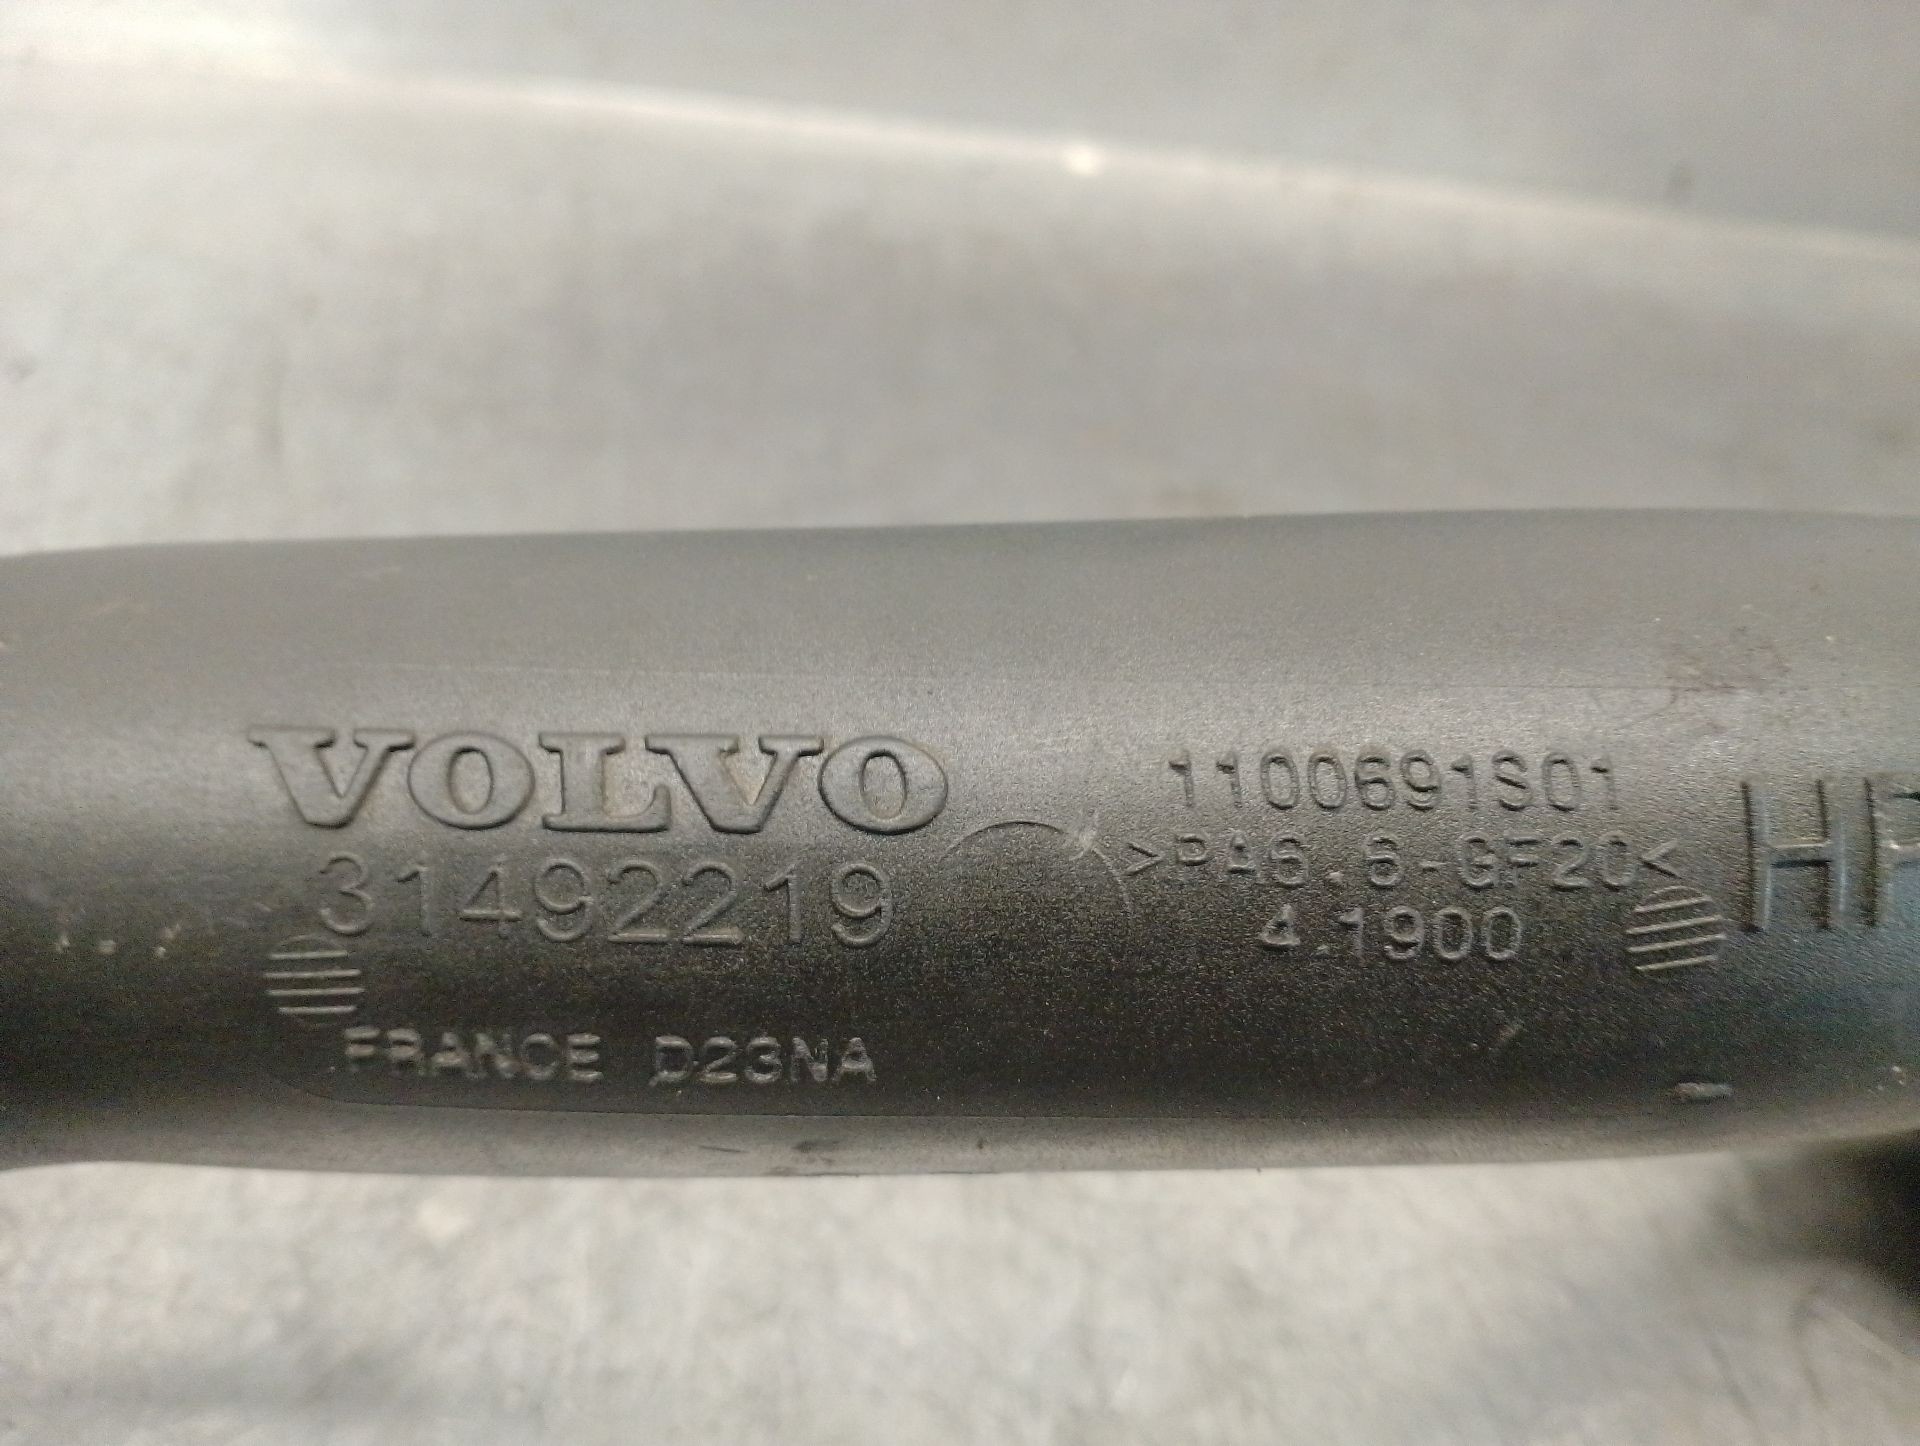 VOLVO
31492219
FRANCE D23NA
1100691S01
>PA6.6-GF20<
4.1900